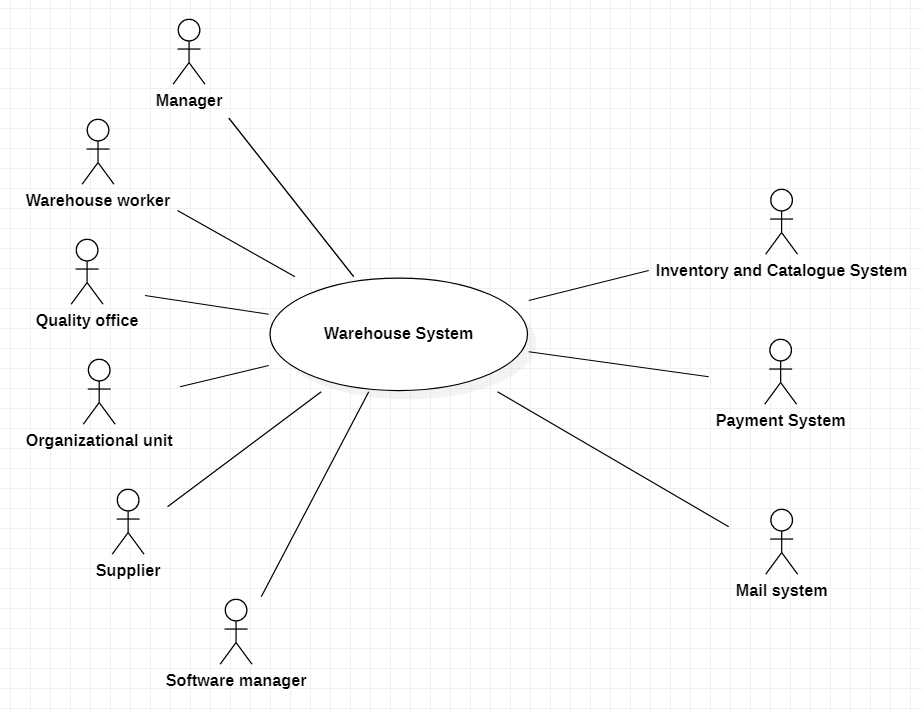 Manager
Warehouse worker
Inventory and Catalogue System
Quality office
Warehouse System
Payment System
Organizational unit
Supplier
Mail system
Software manager